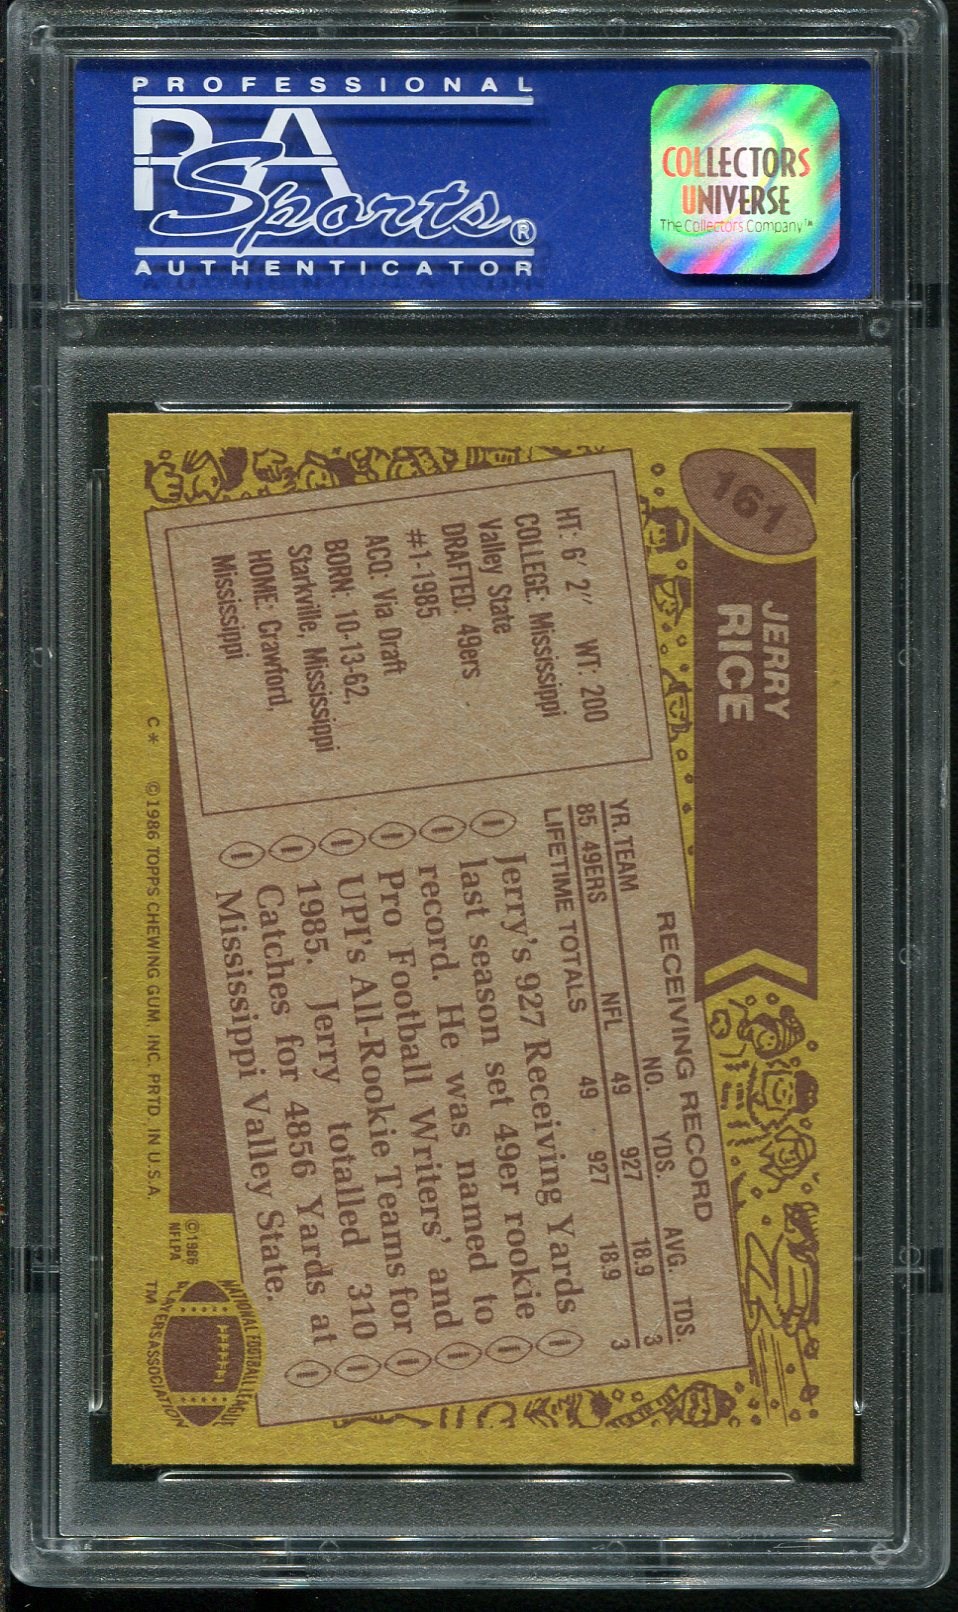 PROFESSIONAL
PSA
Sports®
AUTHENTICATOR
COLLECTORS
UNIVERSE
The Collectors Company™
161
JERRY
RICE
HT: 6' 2" WT: 200
COLLEGE: Mississippi
Valley State
DRAFTED: 49ers
#1-1985
ACQ: Via Draft
BORN: 10-13-62,
Starkville, Mississippi
HOME: Crawford,
Mississippi
RECEIVING RECORD
YR. TEAM NFL NO. YDS. AVG. TDS.
85 49ERS 49 927 18.9 3
LIFETIME TOTALS 49 927 18.9 3
Jerry's 927 Receiving Yards
last season set 49er rookie
record. He was named to
Pro Football Writers' and
UPI's All-Rookie Teams for
1985. Jerry totalled 310
Catches for 4856 Yards at
Mississippi Valley State.
C* ©1986 TOPPS CHEWING GUM, INC. PRTD. IN U.S.A.
©1986
NFLPA
NATIONAL FOOTBALL LEAGUE
PLAYERS ASSOCIATION
TM